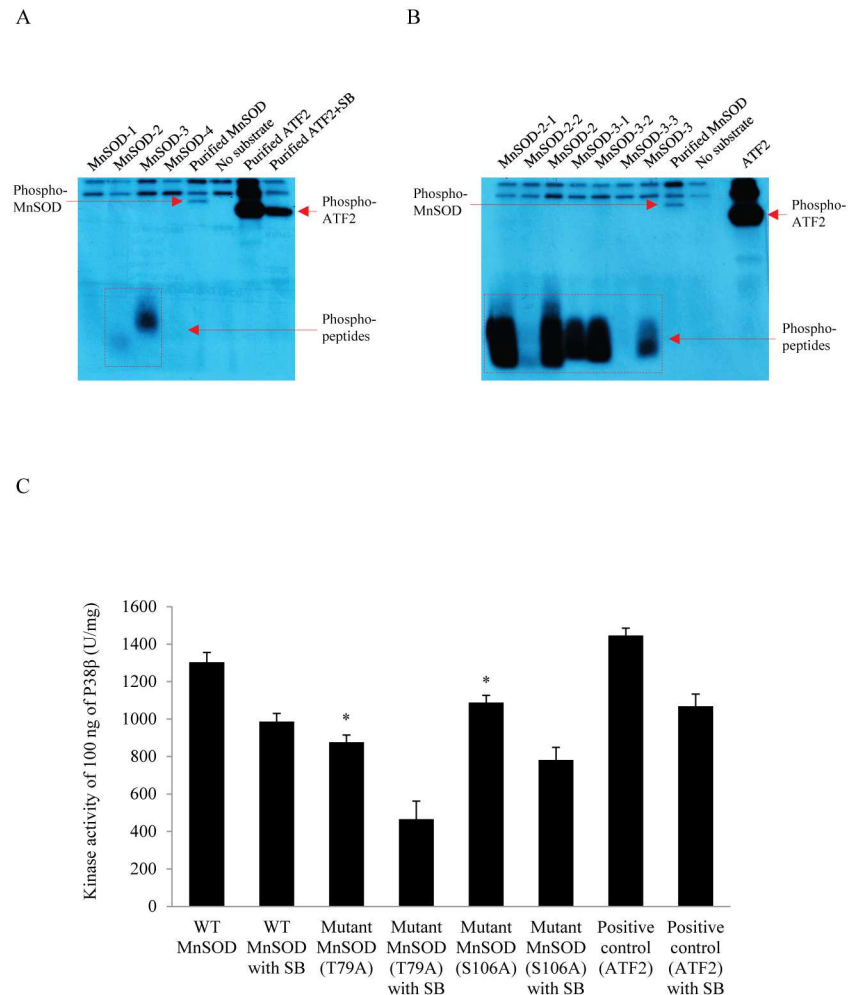 A
MnSOD-1
MnSOD-2
MnSOD-3
MnSOD-4
Purified MnSOD
No substrate
Purified ATF2
Purified ATF2+SB
Phospho-
MnSOD
Phospho-
ATF2
Phospho-
peptides
B
MnSOD-2-1
MnSOD-2-2
MnSOD-2
MnSOD-3-1
MnSOD-3-2
MnSOD-3-3
MnSOD-3
Purified MnSOD
No substrate
ATF2
Phospho-
MnSOD
Phospho-
ATF2
Phospho-
peptides
C
Kinase activity of 100 ng of P38β (U/mg)
1600
1400
1200
1000
800
600
400
200
0
*
*
WT
MnSOD
WT
MnSOD
with SB
Mutant
MnSOD
(T79A)
Mutant
MnSOD
(T79A)
with SB
Mutant
MnSOD
(S106A)
Mutant
MnSOD
(S106A)
with SB
Positive
control
(ATF2)
Positive
control
(ATF2)
with SB